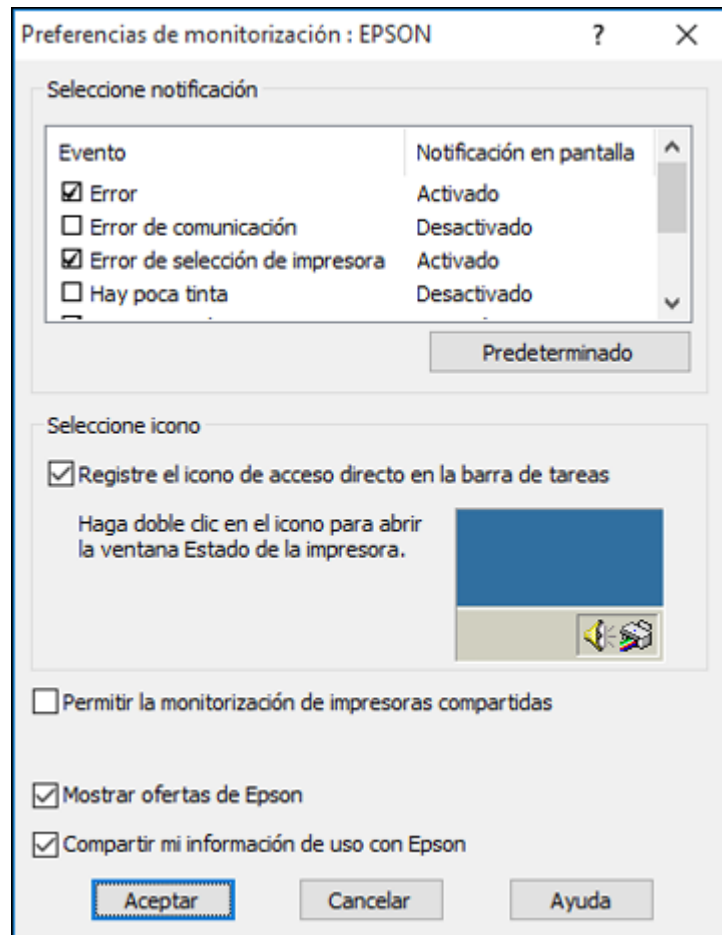 Preferencias de monitorización : EPSON ?
Seleccione notificación
Evento Notificación en pantalla
Error Activado
Error de comunicación Desactivado
Error de selección de impresora Activado
Hay poca tinta Desactivado
Predeterminado
Seleccione icono
Registre el icono de acceso directo en la barra de tareas
Haga doble clic en el icono para abrir
la ventana Estado de la impresora.
Permitir la monitorización de impresoras compartidas
Mostrar ofertas de Epson
Compartir mi información de uso con Epson
Aceptar Cancelar Ayuda